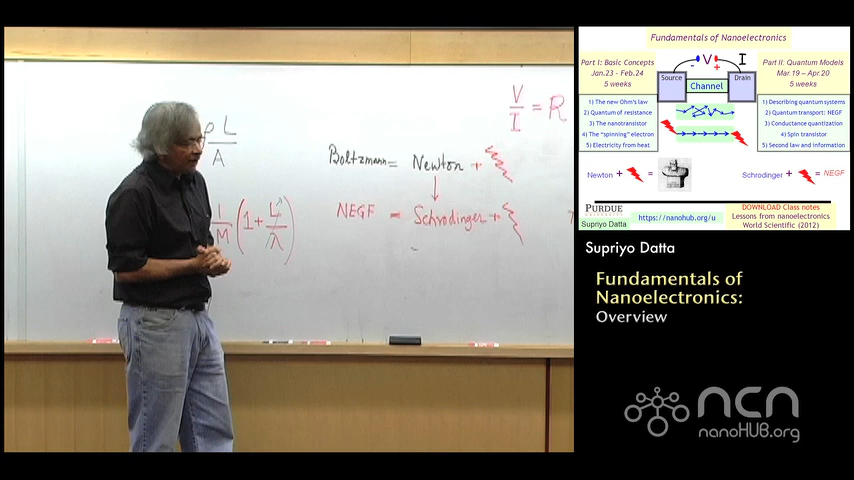 ρ L
A
V
I
= R
Boltzmann = Newton +
NEGF = Schrodinger +
1
M
(1 + L
λ)
Fundamentals of Nanoelectronics
Part I: Basic Concepts
Jan.23 - Feb.24
5 weeks
V
I
-
+
Source
Drain
Channel
Part II: Quantum Models
Mar.19 - Apr.20
5 weeks
1) The new Ohm's law
2) Quantum of resistance
3) The nanotransistor
4) The "spinning" electron
5) Electricity from heat
1) Describing quantum systems
2) Quantum transport: NEGF
3) Conductance quantization
4) Spin transistor
5) Second law and information
Newton + =
Schrodinger + = NEGF
PURDUE
Supriyo Datta
https://nanohub.org/u
DOWNLOAD Class notes
Lessons from nanoelectronics
World Scientific (2012)
Supriyo Datta
Fundamentals of
Nanoelectronics:
Overview
ncn
nanoHUB.org